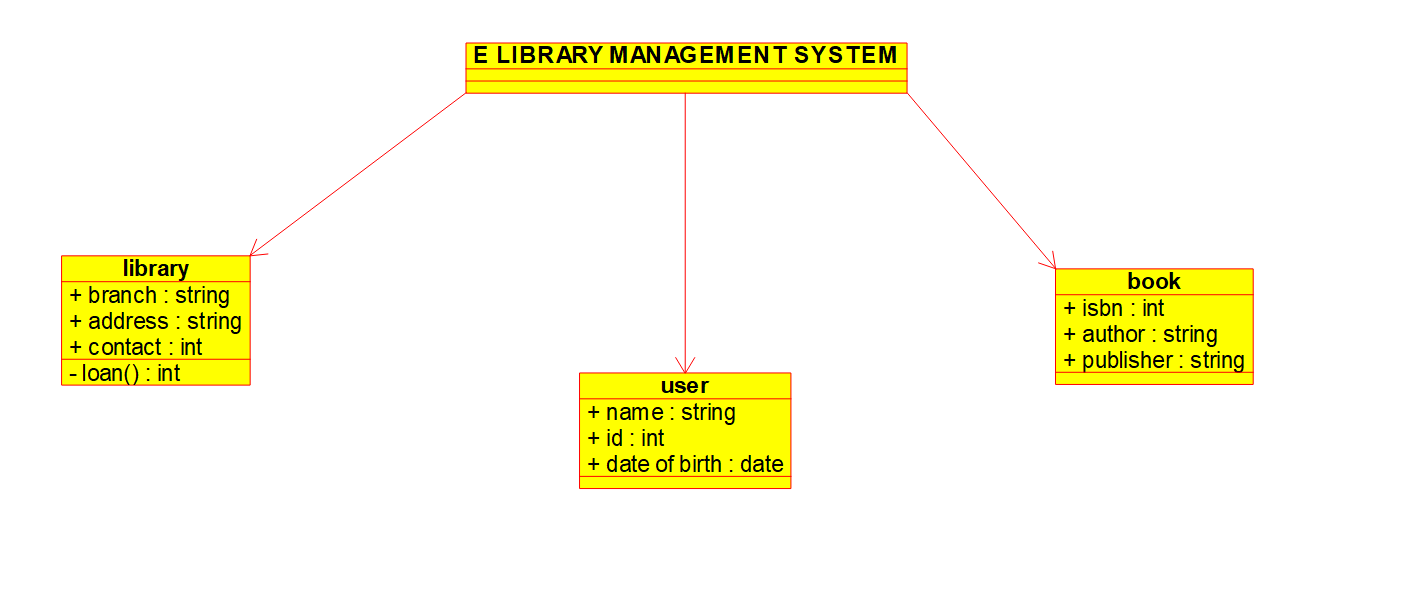 E LIBRARY MANAGEMENT SYSTEM
library
+ branch : string
+ address : string
+ contact : int
- loan() : int
user
+ name : string
+ id : int
+ date of birth : date
book
+ isbn : int
+ author : string
+ publisher : string